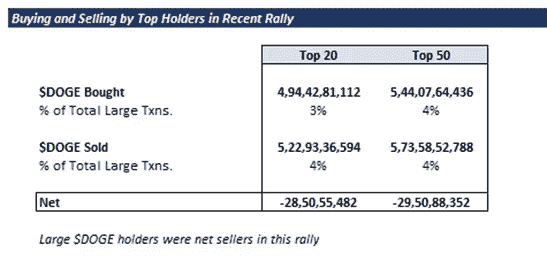 Buying and Selling by Top Holders in Recent Rally
Top 20 Top 50
$DOGE Bought 4,94,42,81,112 5,44,07,64,436
% of Total Large Txns. 3% 4%
$DOGE Sold 5,22,93,36,594 5,73,58,52,788
% of Total Large Txns. 4% 4%
Net -28,50,55,482 -29,50,88,352
Large $DOGE holders were net sellers in this rally